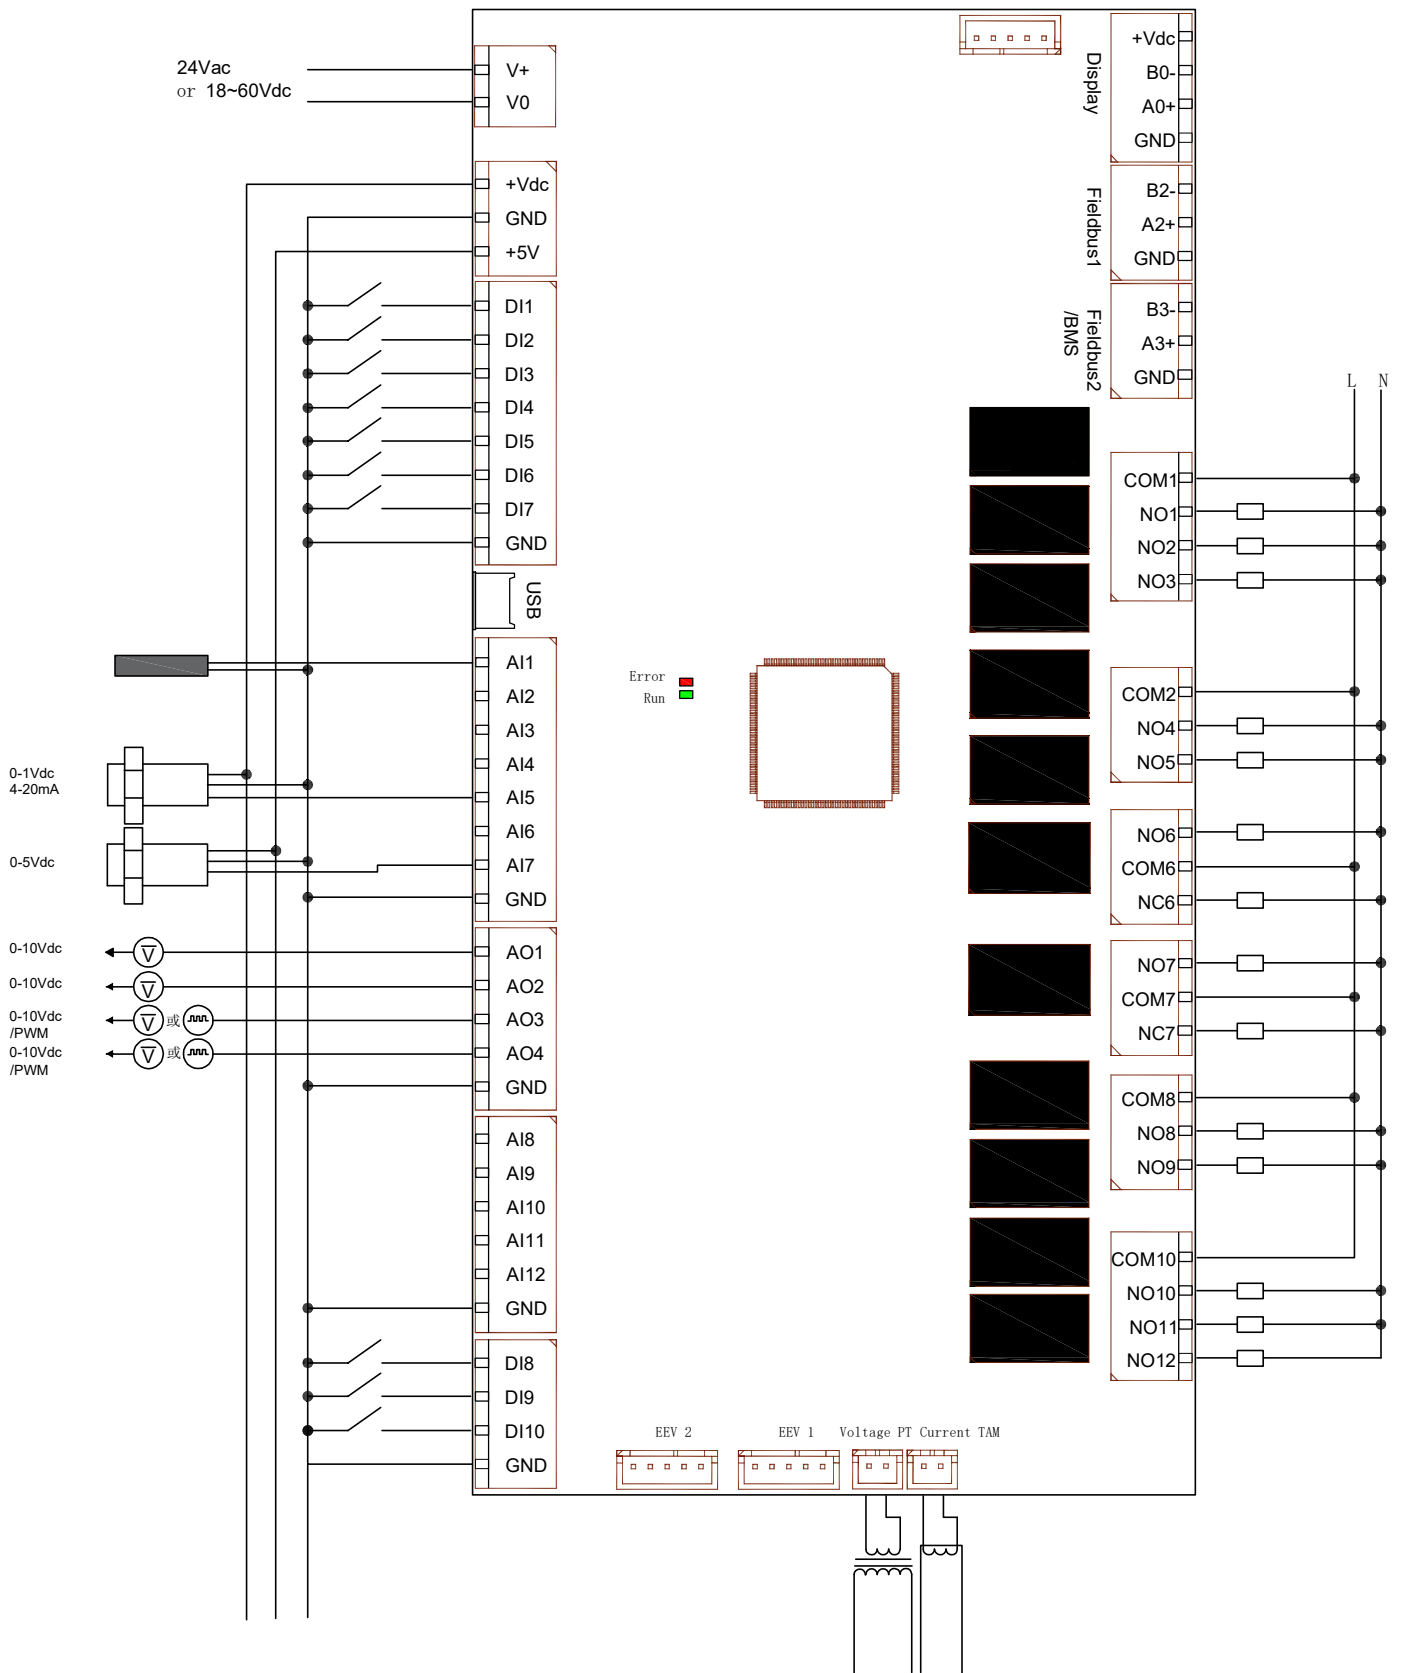 24Vac
or 18~60Vdc
V+
V0
+Vdc
GND
+5V
DI1
DI2
DI3
DI4
DI5
DI6
DI7
GND
USB
AI1
AI2
AI3
AI4
AI5
AI6
AI7
GND
0-1Vdc
4-20mA
0-5Vdc
0-10Vdc
V
AO1
0-10Vdc
V
AO2
0-10Vdc
/PWM
V 或
AO3
0-10Vdc
/PWM
V 或
AO4
GND
AI8
AI9
AI10
AI11
AI12
GND
DI8
DI9
DI10
GND
Error
Run
EEV 2
EEV 1
Voltage PT Current TAM
Display
+Vdc
B0-
A0+
GND
Fieldbus1
B2-
A2+
GND
Fieldbus2
/BMS
B3-
A3+
GND
L N
COM1
NO1
NO2
NO3
COM2
NO4
NO5
NO6
COM6
NC6
NO7
COM7
NC7
COM8
NO8
NO9
COM10
NO10
NO11
NO12